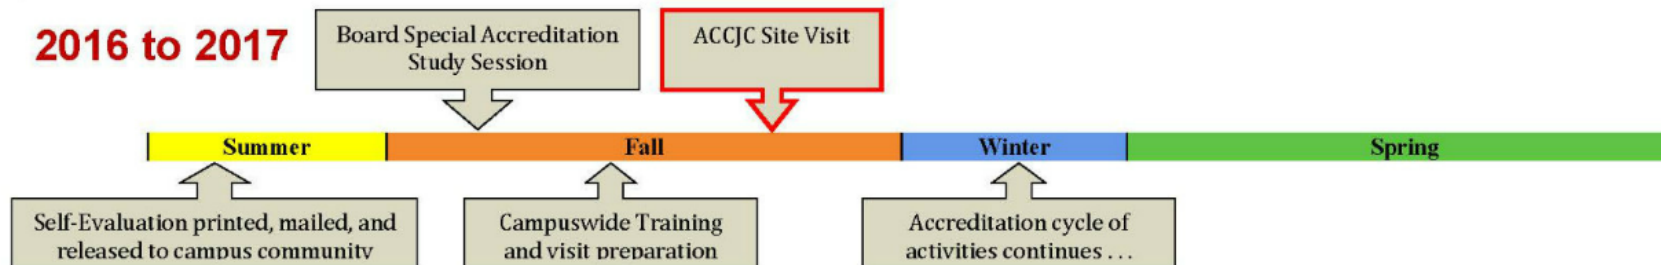 2016 to 2017
Board Special Accreditation
Study Session
ACCJC Site Visit
Summer
Fall
Winter
Spring
Self-Evaluation printed, mailed, and
released to campus community
Campuswide Training
and visit preparation
Accreditation cycle of
activities continues . . .